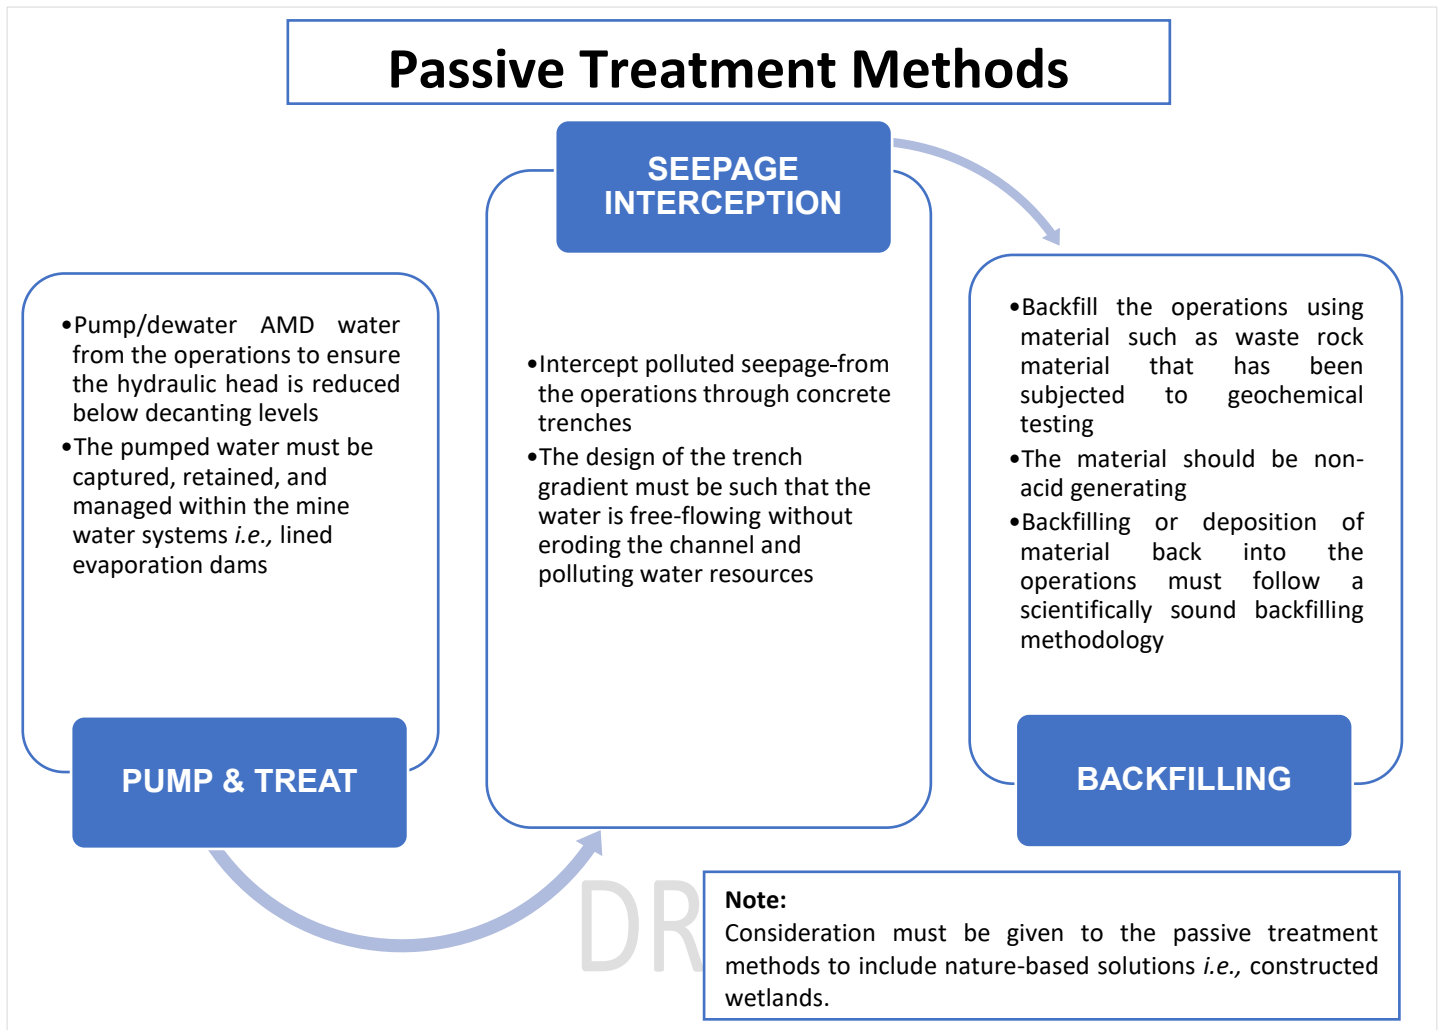 Passive Treatment Methods
SEEPAGE
INTERCEPTION
•Pump/dewater AMD water
from the operations to ensure
the hydraulic head is reduced
below decanting levels
•The pumped water must be
captured, retained, and
managed within the mine
water systems i.e., lined
evaporation dams
PUMP & TREAT
•Intercept polluted seepage-from
the operations through concrete
trenches
•The design of the trench
gradient must be such that the
water is free-flowing without
eroding the channel and
polluting water resources
•Backfill the operations using
material such as waste rock
material that has been
subjected to geochemical
testing
•The material should be non-
acid generating
•Backfilling or deposition of
material back into the
operations must follow a
scientifically sound backfilling
methodology
BACKFILLING
DR
Note:
Consideration must be given to the passive treatment
methods to include nature-based solutions i.e., constructed
wetlands.